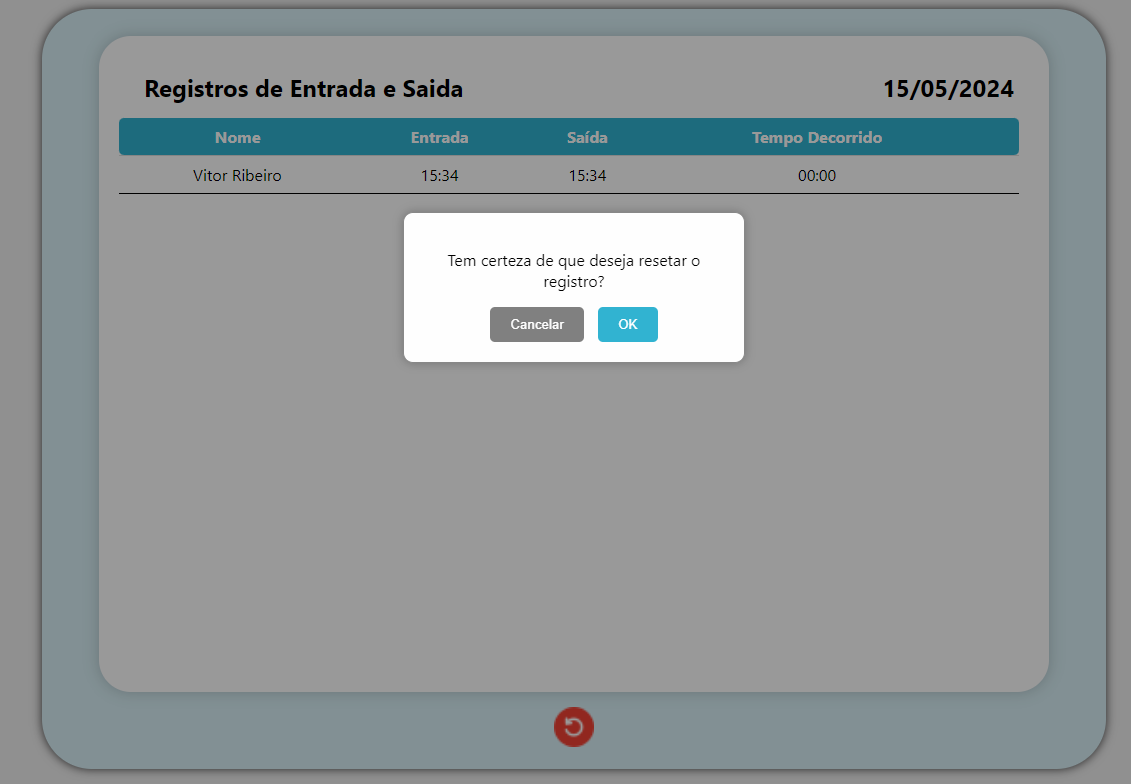 Registros de Entrada e Saida 15/05/2024
Nome Entrada Saída Tempo Decorrido
Vitor Ribeiro 15:34 15:34 00:00
Tem certeza de que deseja resetar o
registro?
Cancelar OK